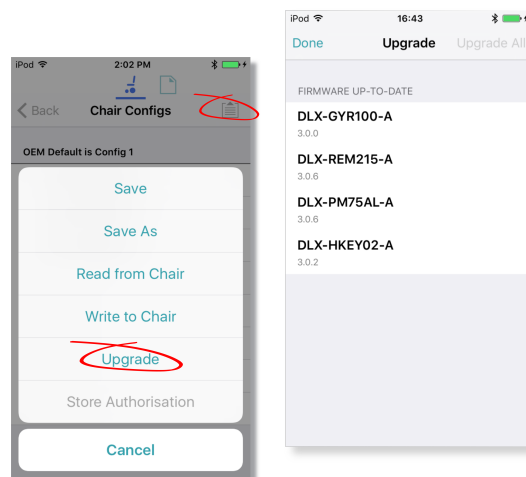 iPod
2:02 PM
Back
Chair Configs
OEM Default is Config 1
Save
Save As
Read from Chair
Write to Chair
Upgrade
Store Authorisation
Cancel
iPod
16:43
Done
Upgrade
Upgrade All
FIRMWARE UP-TO-DATE
DLX-GYR100-A
3.0.0
DLX-REM215-A
3.0.6
DLX-PM75AL-A
3.0.6
DLX-HKEY02-A
3.0.2